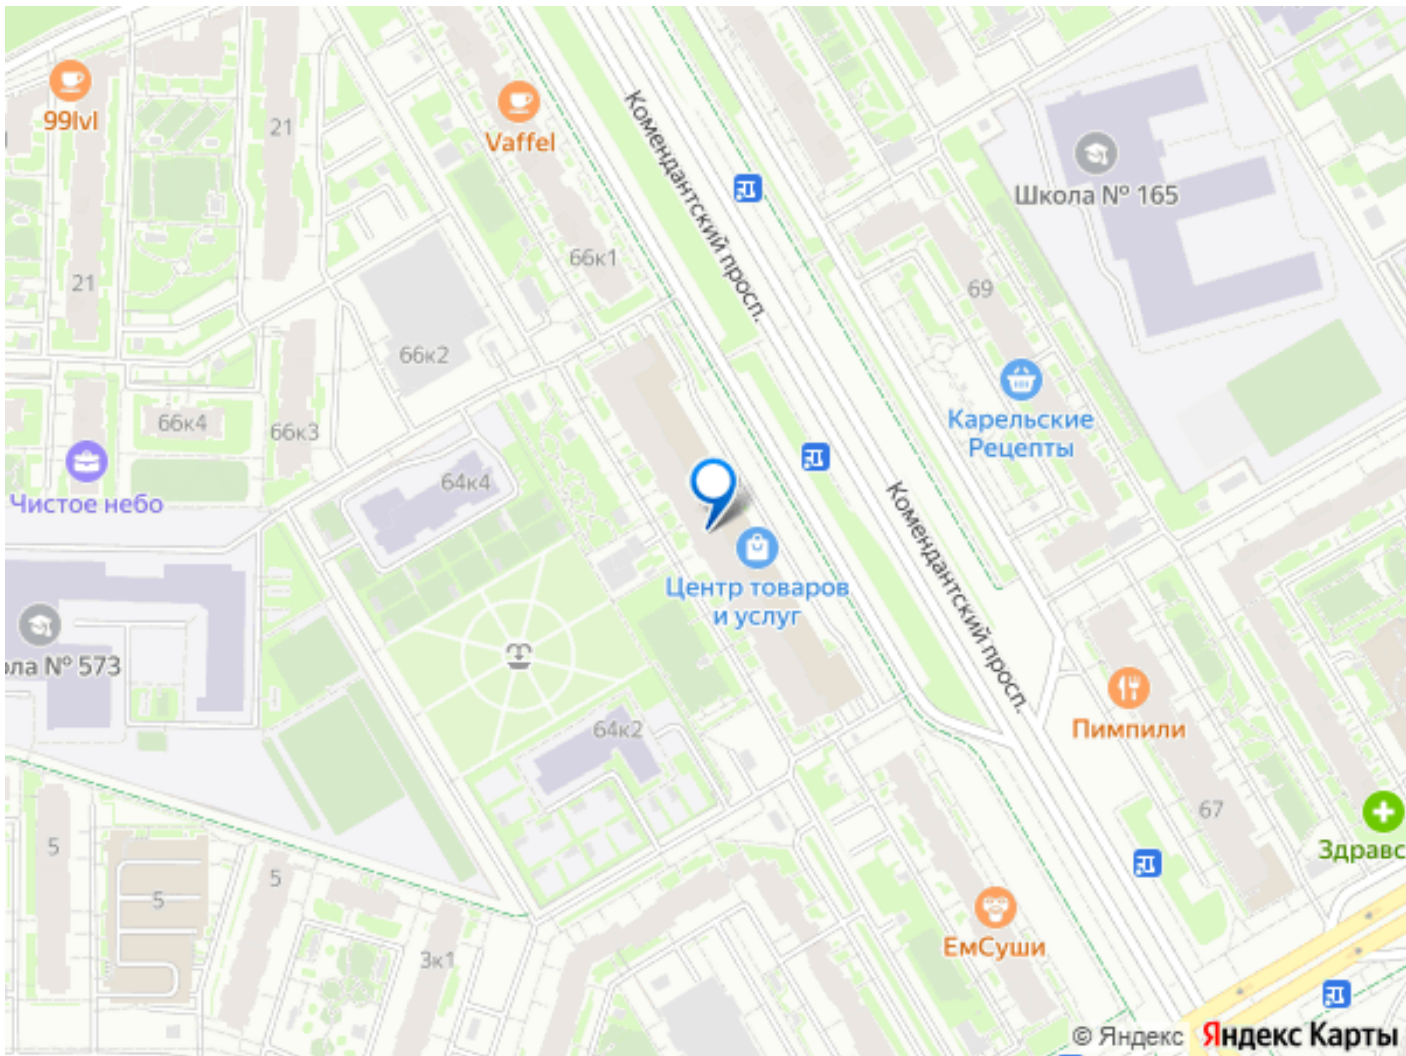 99lvl
21
Vaffel
Комендантский просп.
Школа № 165
66к1
21
69
66к2
Карельские
Рецепты
66к4
66к3
64к4
Чистое небо
Комендантский просп.
Центр товаров
и услуг
ола № 573
64к2
Пимпили
67
5
Здравс
5
5
ЕмСуши
3к1
© Яндекс Яндекс Карты